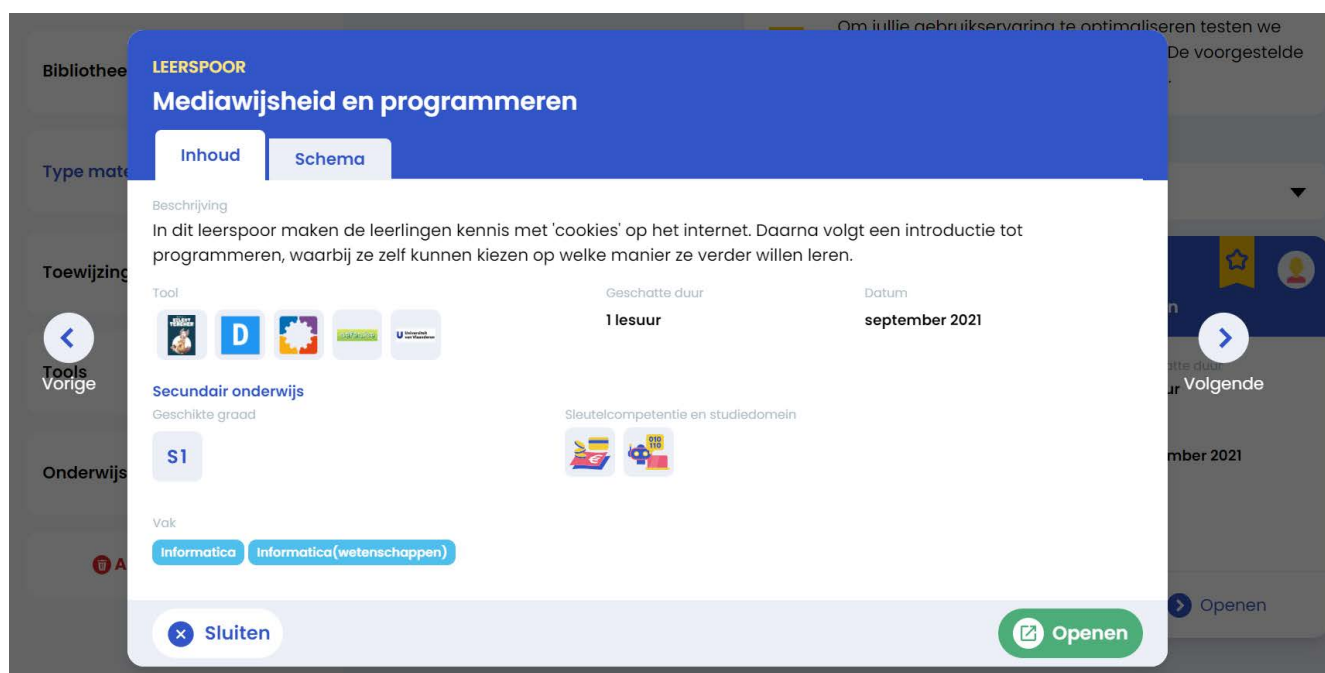 Om jullie gebruikservaring te optimaliseren testen we
De voorgestelde
Bibliothee
LEERSPOOR
Mediawijsheid en programmeren
Inhoud
Schema
Type mate
Beschrijving
In dit leerspoor maken de leerlingen kennis met 'cookies' op het internet. Daarna volgt een introductie tot
programmeren, waarbij ze zelf kunnen kiezen op welke manier ze verder willen leren.
Toewijzing
Tool
Geschatte duur
Datum
1 lesuur
september 2021
D
Vorige
Tools
Volgende
Secundair onderwijs
Geschikte graad
Sleutelcompetentie en studiedomein
S1
010
110
Onderwijs
mber 2021
Vak
Informatica
Informatica(wetenschappen)
A
Sluiten
Openen
Openen